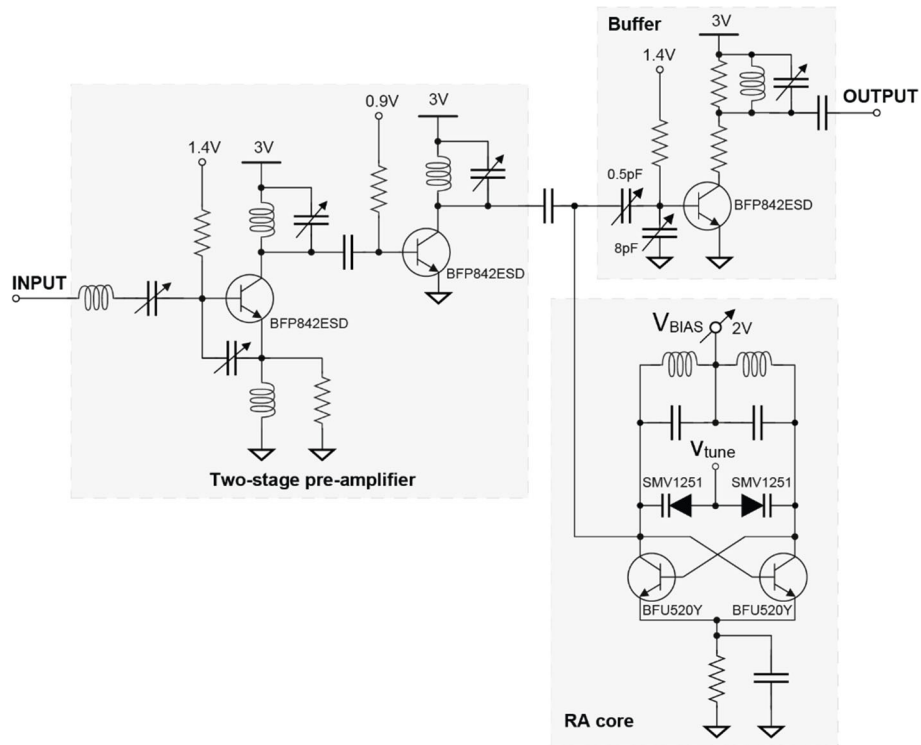 Buffer
3V
1.4V
OUTPUT
0.5pF
BFP842ESD
8pF
0.9V
3V
1.4V
3V
BFP842ESD
INPUT
BFP842ESD
Two-stage pre-amplifier
VBIAS 2V
Vtune
SMV1251 SMV1251
BFU520Y BFU520Y
RA core